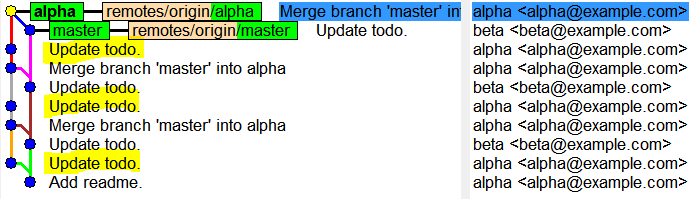 alpha remotes/origin/alpha Merge branch 'master' int alpha <alpha@example.com>
master remotes/origin/master Update todo. beta <beta@example.com>
Update todo. alpha <alpha@example.com>
Merge branch 'master' into alpha alpha <alpha@example.com>
Update todo. beta <beta@example.com>
Update todo. alpha <alpha@example.com>
Merge branch 'master' into alpha alpha <alpha@example.com>
Update todo. beta <beta@example.com>
Update todo. alpha <alpha@example.com>
Add readme. alpha <alpha@example.com>